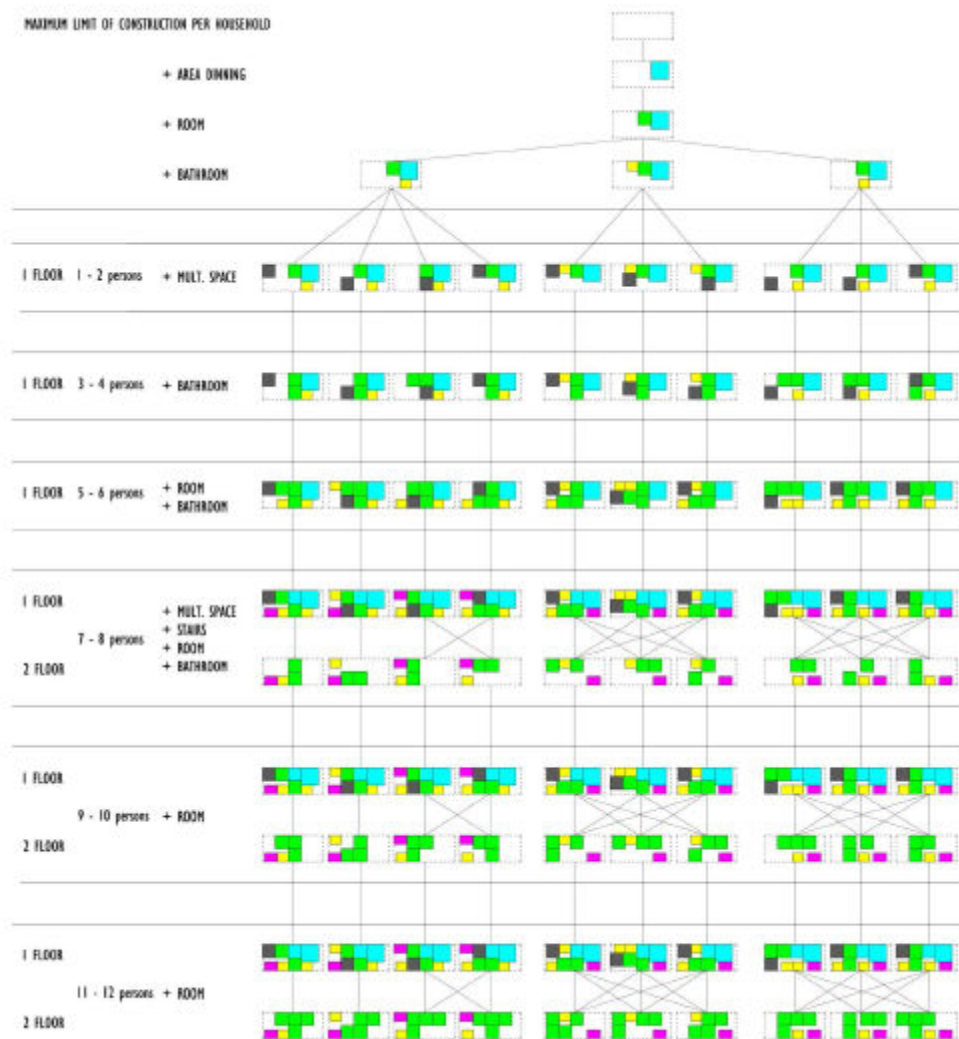 MAXIMUM LIMIT OF CONSTRUCTION PER HOUSEHOLD
+ AREA DINNING
+ ROOM
+ BATHROOM
1 FLOOR 1 - 2 persons + MULT. SPACE
1 FLOOR 3 - 4 persons + BATHROOM
1 FLOOR 5 - 6 persons + ROOM
+ BATHROOM
1 FLOOR
+ MULT. SPACE
+ STAIRS
7 - 8 persons + ROOM
2 FLOOR + BATHROOM
1 FLOOR
9 - 10 persons + ROOM
2 FLOOR
1 FLOOR
11 - 12 persons + ROOM
2 FLOOR